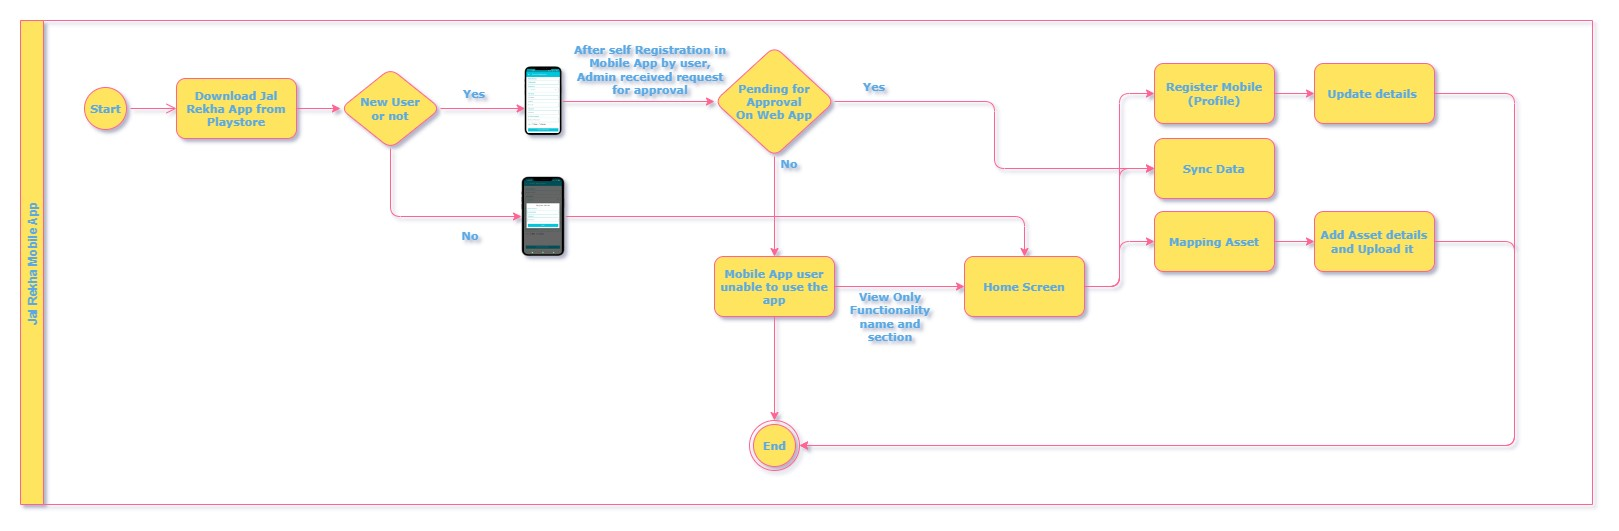 Jal Rekha Mobile App
Start
Download Jal
Rekha App from
Playstore
New User
or not
Yes
No
After self Registration in
Mobile App by user,
Admin received request
for approval
Pending for
Approval
On Web App
Yes
No
Mobile App user
unable to use the
app
View Only
Functionality
name and
section
Home Screen
Register Mobile
(Profile)
Update details
Sync Data
Mapping Asset
Add Asset details
and Upload it
End